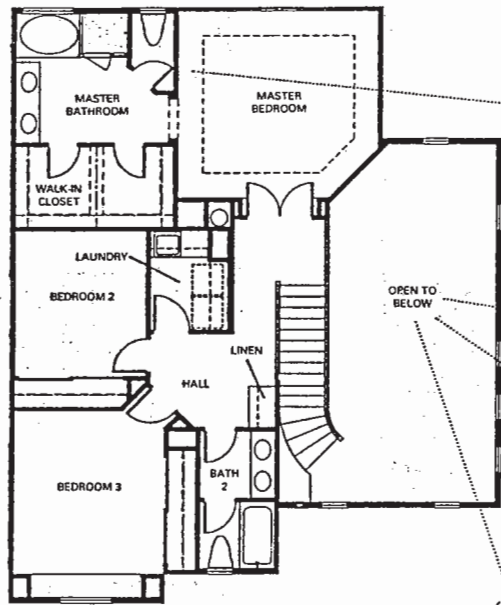 MASTER
BATHROOM
MASTER
BEDROOM
WALK-IN
CLOSET
LAUNDRY
BEDROOM 2
OPEN TO
BELOW
LINEN
HALL
BATH
2
BEDROOM 3